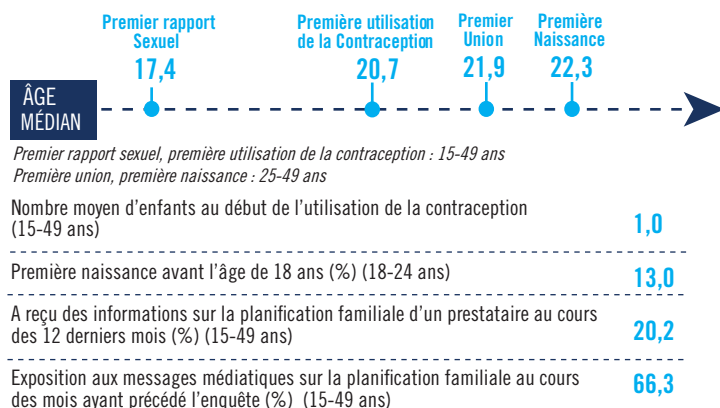 Premier rapport Sexuel
17,4
Première utilisation de la Contraception
20,7
Premier Union
21,9
Première Naissance
22,3
ÂGE
MÉDIAN
Premier rapport sexuel, première utilisation de la contraception : 15-49 ans
Première union, première naissance : 25-49 ans
Nombre moyen d'enfants au début de l'utilisation de la contraception
(15-49 ans)
1,0
Première naissance avant l'âge de 18 ans (%) (18-24 ans)
13,0
A reçu des informations sur la planification familiale d'un prestataire au cours
des 12 derniers mois (%) (15-49 ans)
20,2
Exposition aux messages médiatiques sur la planification familiale au cours
des mois ayant précédé l'enquête (%) (15-49 ans)
66,3